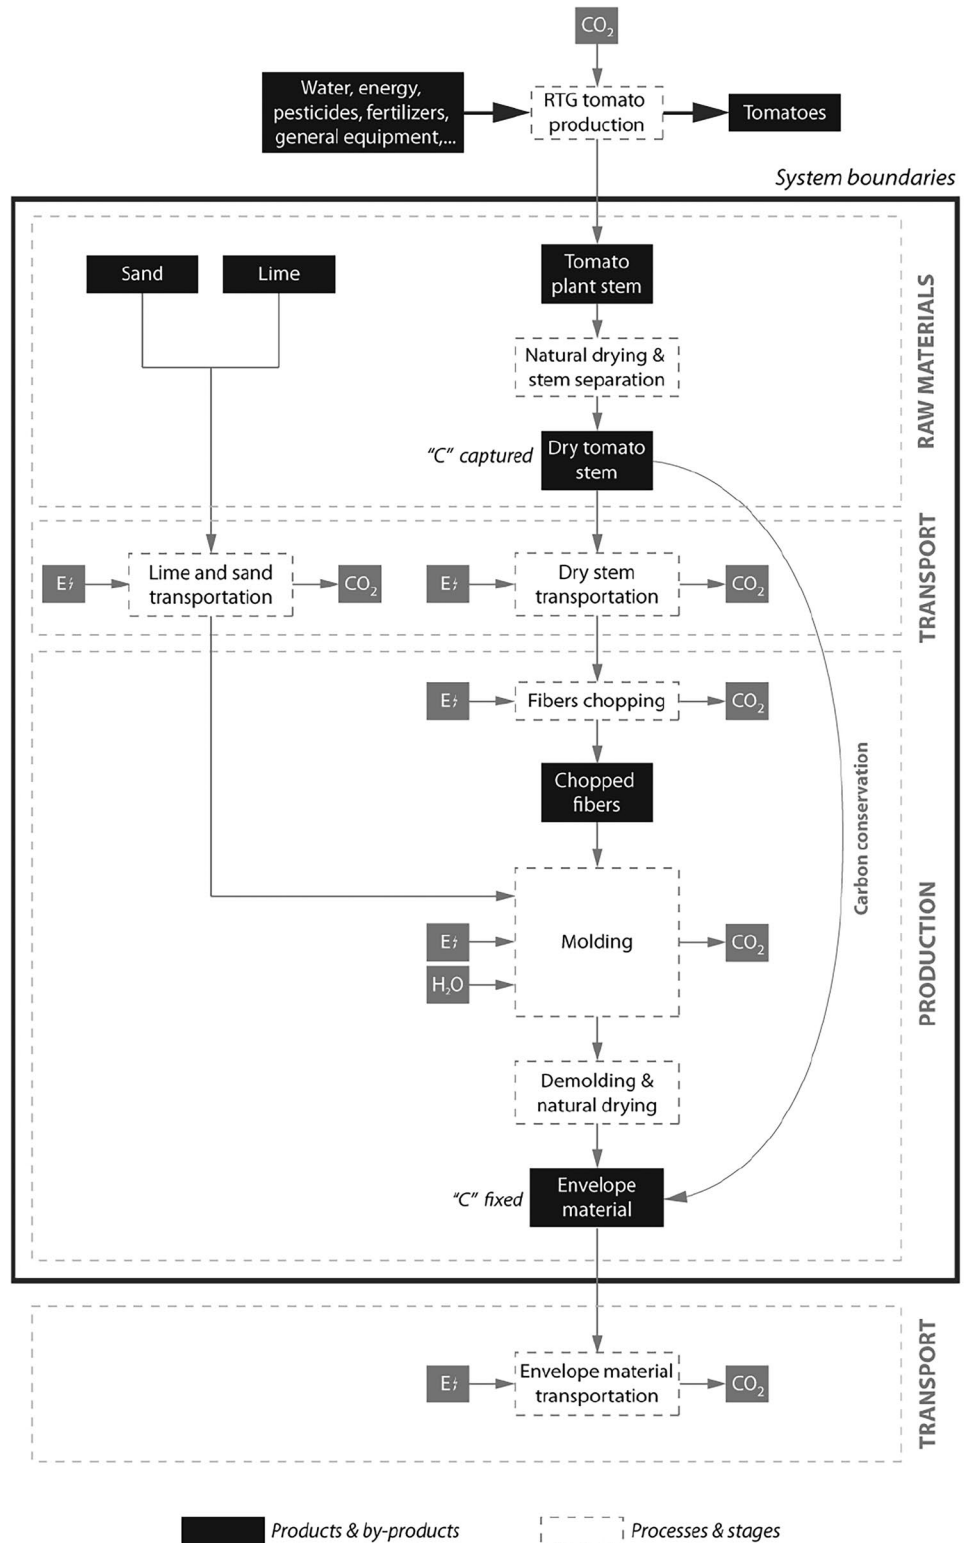 CO₂
Water, energy,
pesticides, fertilizers,
general equipment,...
RTG tomato
production
Tomatoes
System boundaries
Sand
Lime
Tomato
plant stem
Natural drying &
stem separation
"C" captured
Dry tomato
stem
RAW MATERIALS
E
Lime and sand
transportation
CO₂
E
Dry stem
transportation
CO₂
TRANSPORT
E
Fibers chopping
CO₂
Chopped
fibers
Carbon conservation
E
H₂O
Molding
CO₂
PRODUCTION
Demolding &
natural drying
"C" fixed
Envelope
material
E
Envelope material
transportation
CO₂
TRANSPORT
Products & by-products
Processes & stages